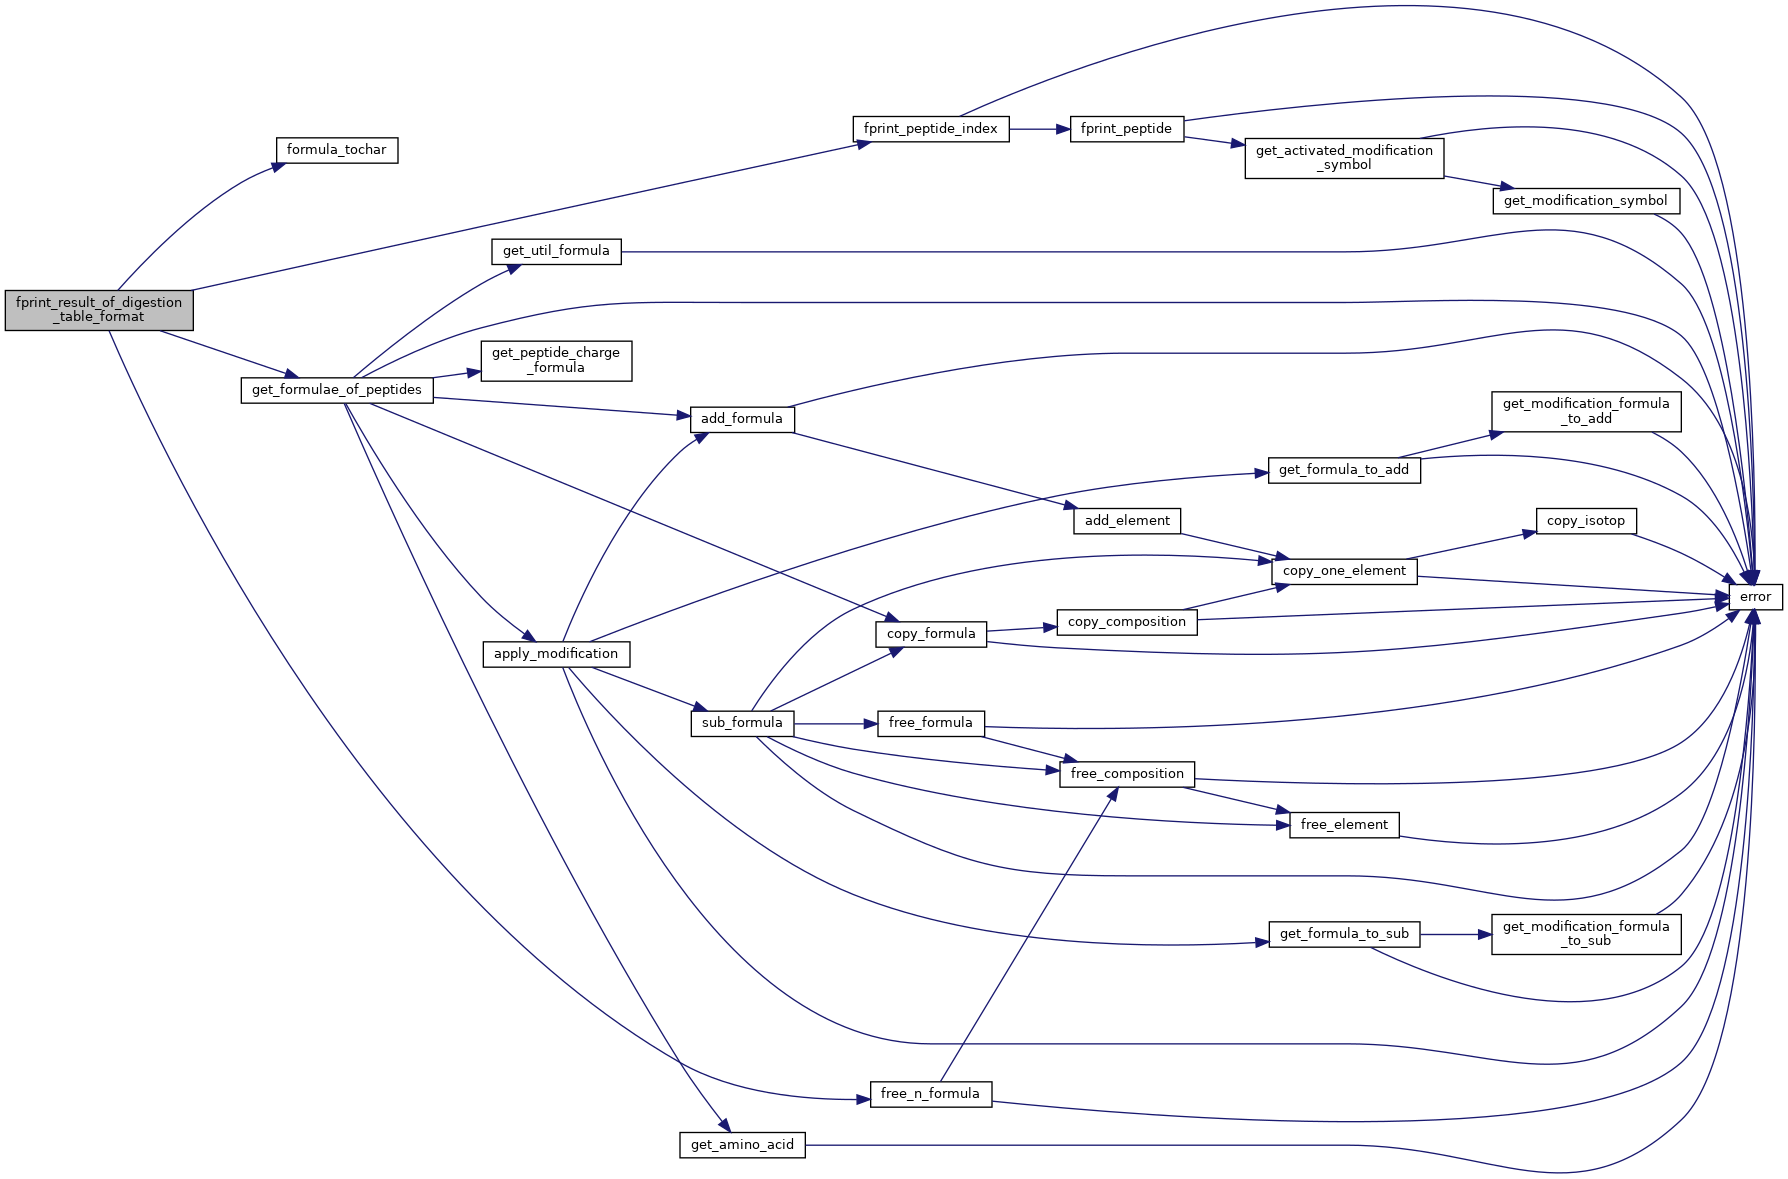 fprint_result_of_digestion
_table_format
formula_tochar
fprint_peptide_index
fprint_peptide
get_activated_modification
_symbol
get_modification_symbol
get_util_formula
get_peptide_charge
_formula
get_formulae_of_peptides
add_formula
get_modification_formula
_to_add
get_formula_to_add
add_element
copy_isotop
copy_one_element
error
copy_composition
copy_formula
apply_modification
sub_formula
free_formula
free_composition
free_element
get_formula_to_sub
get_modification_formula
_to_sub
free_n_formula
get_amino_acid